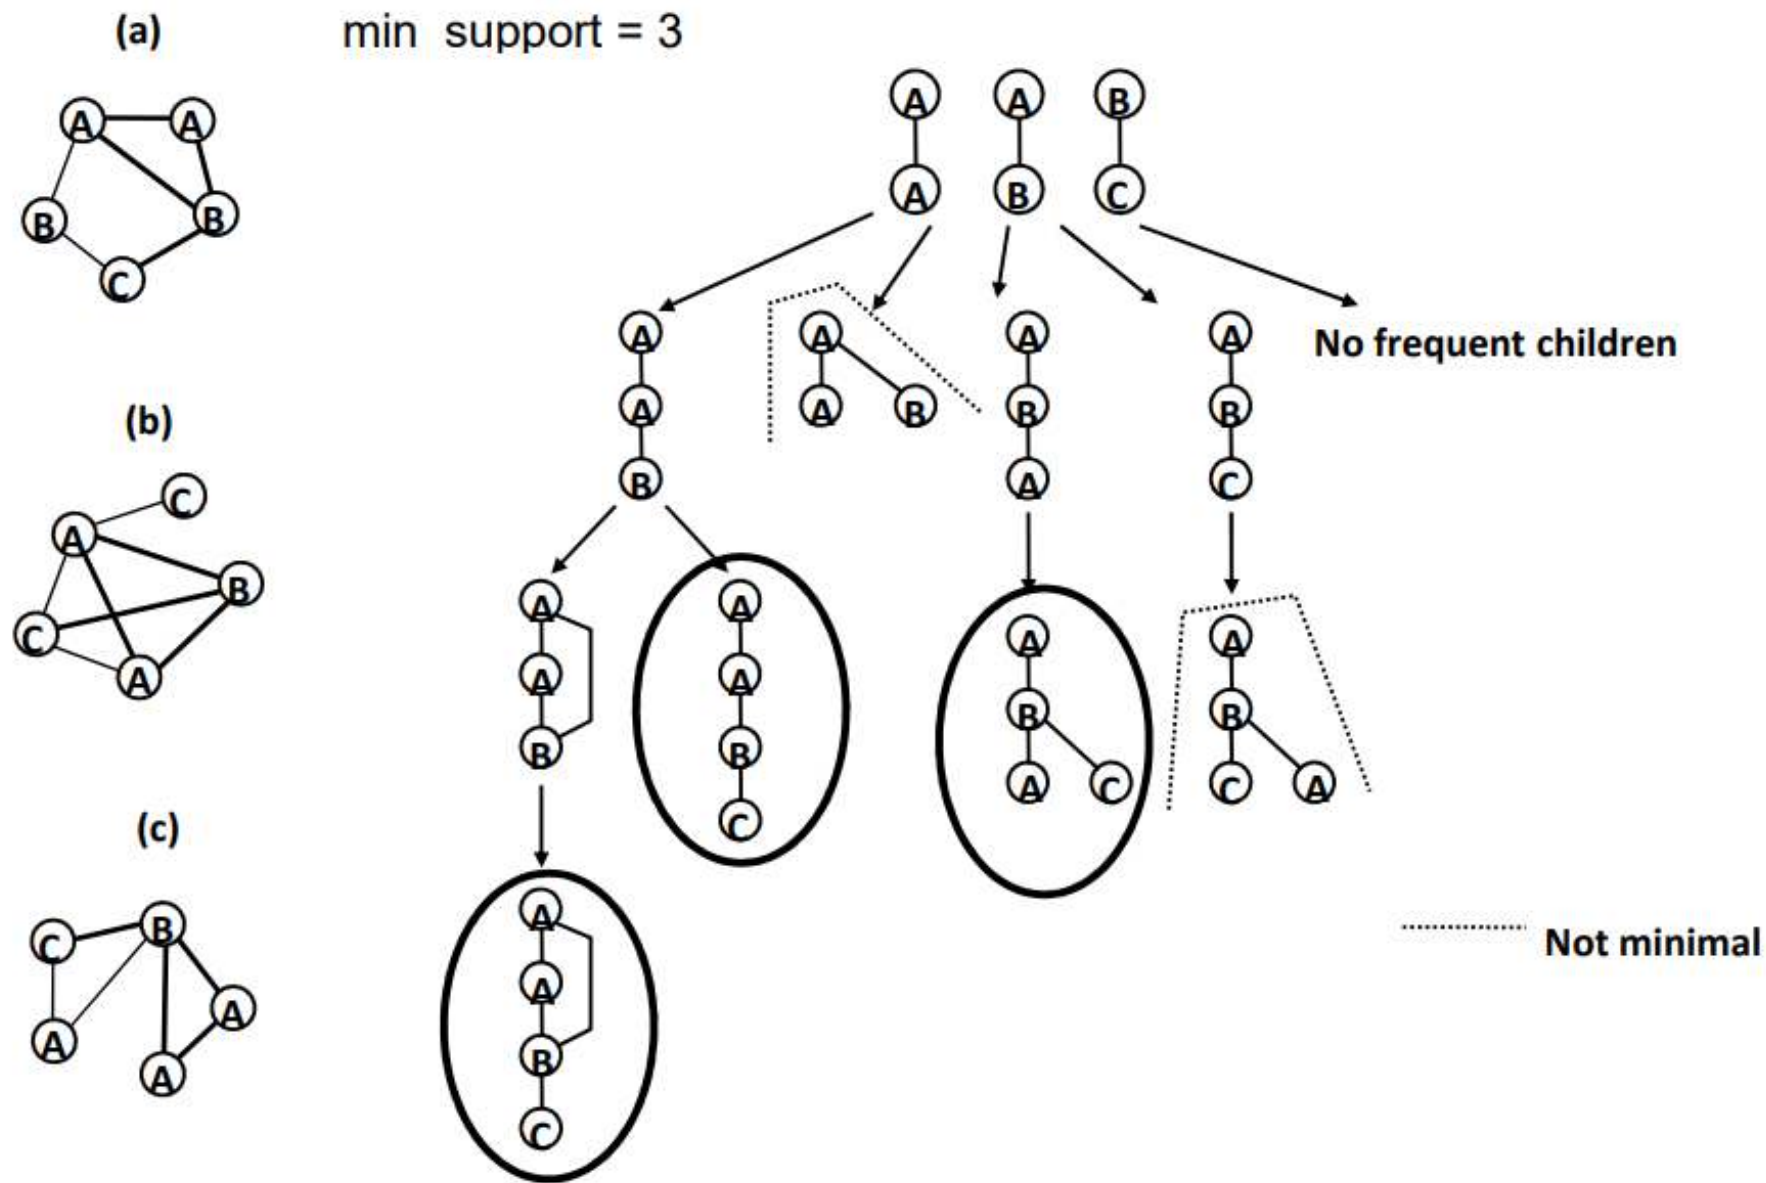 (a)
min support = 3
A A B
A A
A B C
B B
C
A A A A No frequent children
A A B B B
B A C
(b)
C
A
B
C
A
A A
A A
B B
C
A A
B B
A C C A
(c)
C B
A
A
A
A
B
C
Not minimal